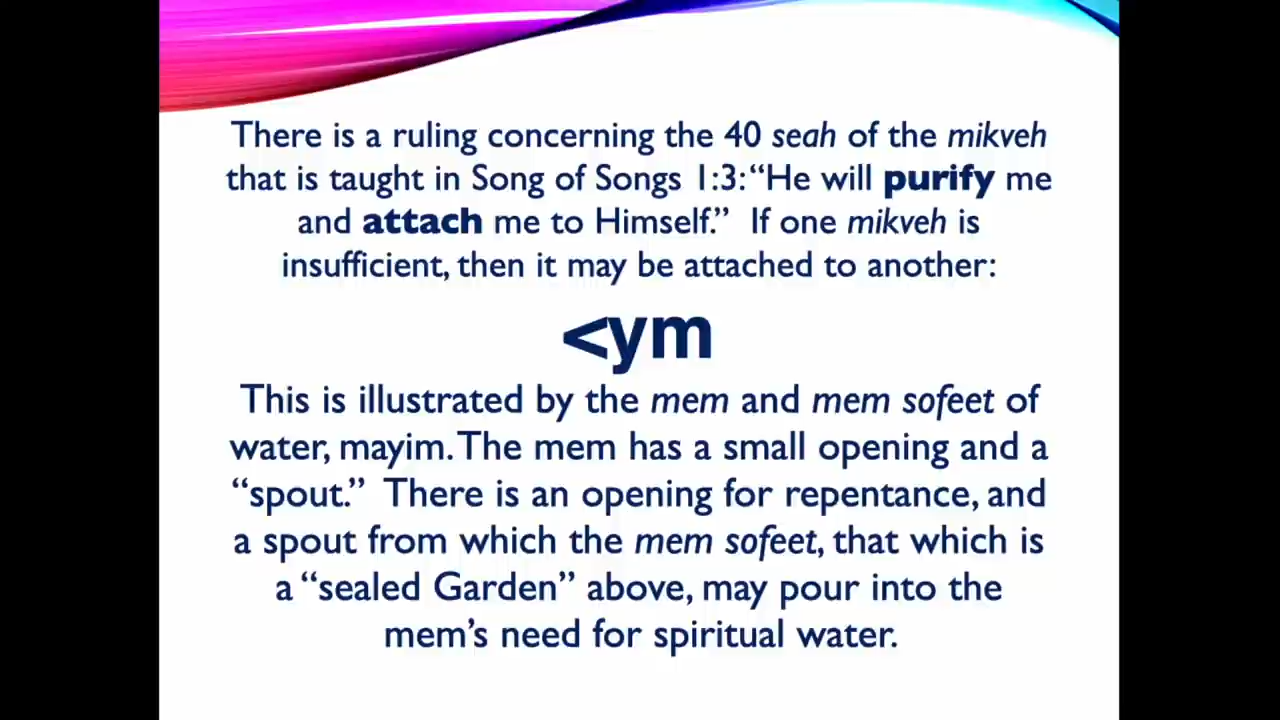 There is a ruling concerning the 40 seah of the mikveh
that is taught in Song of Songs 1:3: “He will purify me
and attach me to Himself.” If one mikveh is
insufficient, then it may be attached to another:
<ym
This is illustrated by the mem and mem sofeet of
water, mayim. The mem has a small opening and a
“spout.” There is an opening for repentance, and
a spout from which the mem sofeet, that which is
a “sealed Garden” above, may pour into the
mem’s need for spiritual water.